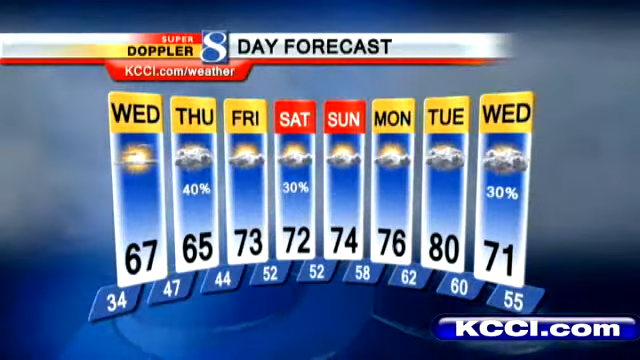 SUPER
DOPPLER 8 DAY FORECAST
KCCI.com/weather
WED THU FRI SAT SUN MON TUE WED
40% 30% 30%
67 65 73 72 74 76 80 71
34 47 44 52 52 58 62 60 55
KCCI.com